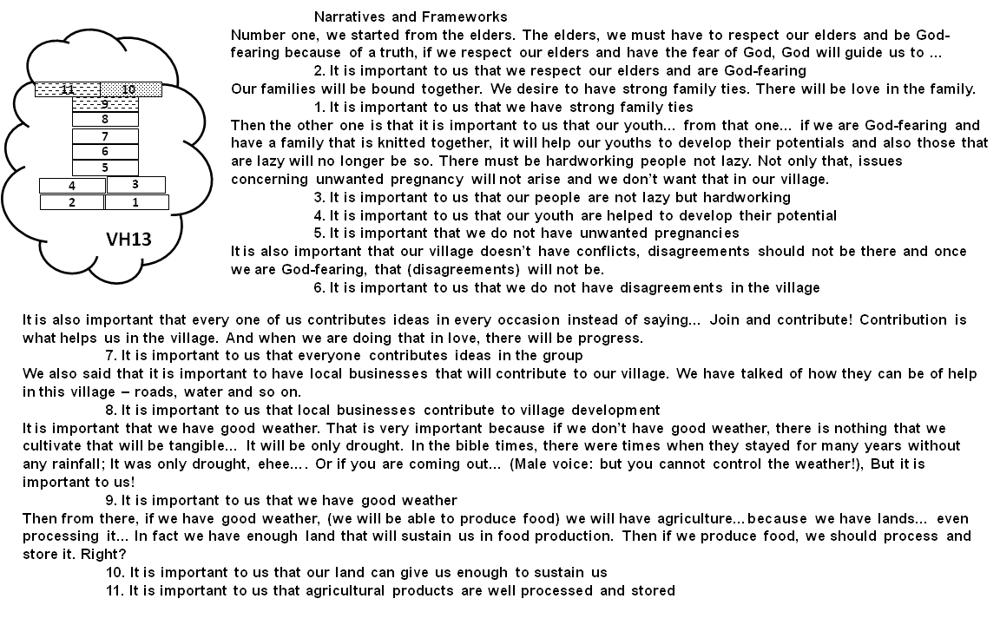 Narratives and Frameworks
Number one, we started from the elders. The elders, we must have to respect our elders and be God-
fearing because of a truth, if we respect our elders and have the fear of God, God will guide us to ...
2. It is important to us that we respect our elders and are God-fearing
Our families will be bound together. We desire to have strong family ties. There will be love in the family.
1. It is important to us that we have strong family ties
Then the other one is that it is important to us that our youth... from that one... if we are God-fearing and
have a family that is knitted together, it will help our youths to develop their potentials and also those that
are lazy will no longer be so. There must be hardworking people not lazy. Not only that, issues
concerning unwanted pregnancy will not arise and we don't want that in our village.
3. It is important to us that our people are not lazy but hardworking
4. It is important to us that our youth are helped to develop their potential
5. It is important that we do not have unwanted pregnancies
It is also important that our village doesn't have conflicts, disagreements should not be there and once
we are God-fearing, that (disagreements) will not be.
6. It is important to us that we do not have disagreements in the village
11 10
9
8
7
6
5
4 3
2 1
VH13
It is also important that every one of us contributes ideas in every occasion instead of saying... Join and contribute! Contribution is
what helps us in the village. And when we are doing that in love, there will be progress.
7. It is important to us that everyone contributes ideas in the group
We also said that it is important to have local businesses that will contribute to our village. We have talked of how they can be of help
in this village – roads, water and so on.
8. It is important to us that local businesses contribute to village development
It is important that we have good weather. That is very important because if we don't have good weather, there is nothing that we
cultivate that will be tangible... It will be only drought. In the bible times, there were times when they stayed for many years without
any rainfall; It was only drought, ehee.... Or if you are coming out... (Male voice: but you cannot control the weather!), But it is
important to us!
9. It is important to us that we have good weather
Then from there, if we have good weather, (we will be able to produce food) we will have agriculture... because we have lands... even
processing it... In fact we have enough land that will sustain us in food production. Then if we produce food, we should process and
store it. Right?
10. It is important to us that our land can give us enough to sustain us
11. It is important to us that agricultural products are well processed and stored